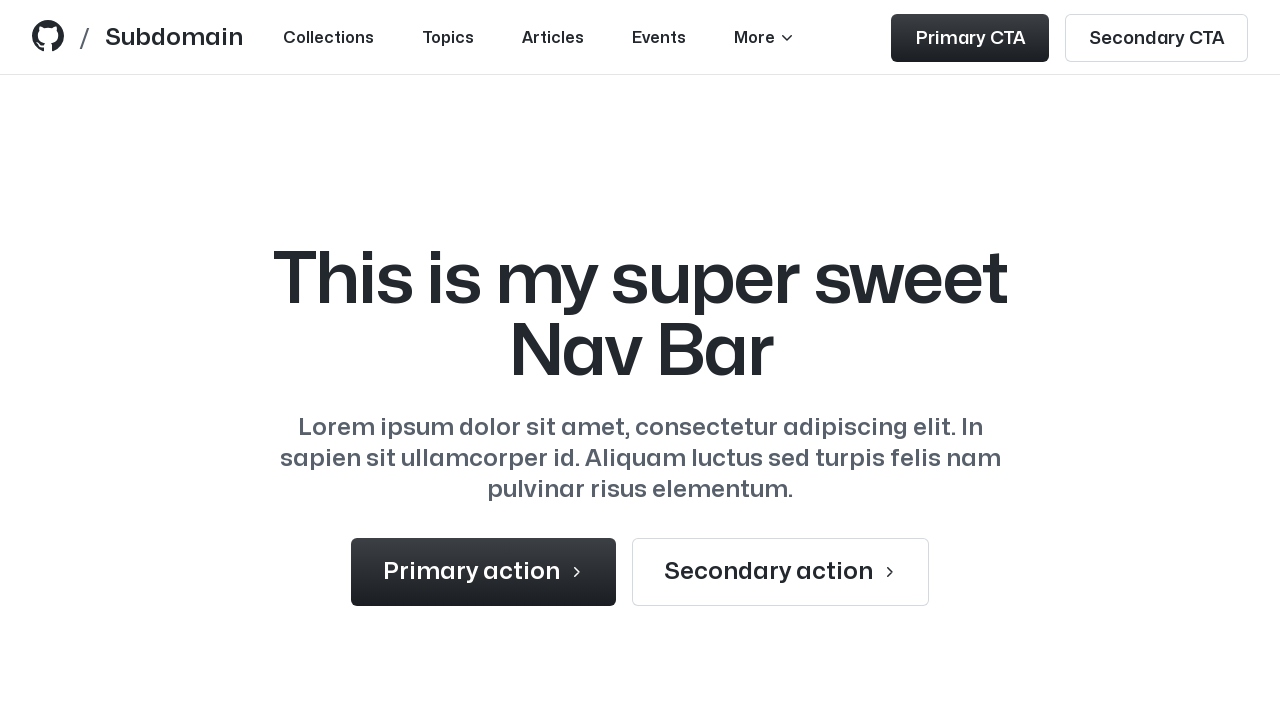 / Subdomain Collections Topics Articles Events More Primary CTA Secondary CTA
This is my super sweet
Nav Bar
Lorem ipsum dolor sit amet, consectetur adipiscing elit. In
sapien sit ullamcorper id. Aliquam luctus sed turpis felis nam
pulvinar risus elementum.
Primary action Secondary action